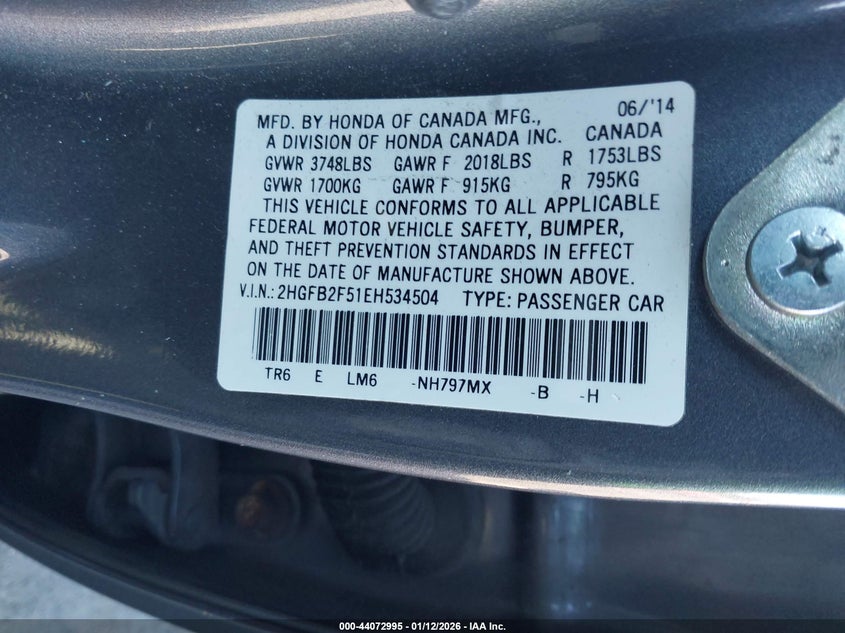 MFD. BY HONDA OF CANADA MFG., 06/'14
A DIVISION OF HONDA CANADA INC. CANADA
GVWR 3748LBS GAWR F 2018LBS R 1753LBS
GVWR 1700KG GAWR F 915KG R 795KG
THIS VEHICLE CONFORMS TO ALL APPLICABLE
FEDERAL MOTOR VEHICLE SAFETY, BUMPER,
AND THEFT PREVENTION STANDARDS IN EFFECT
ON THE DATE OF MANUFACTURE SHOWN ABOVE.
V.I.N.: 2HGFB2F51EH534504 TYPE: PASSENGER CAR
TR6 E LM6 -NH797MX -B -H
000-44072995 | 01/12/2026 | IAA Inc.